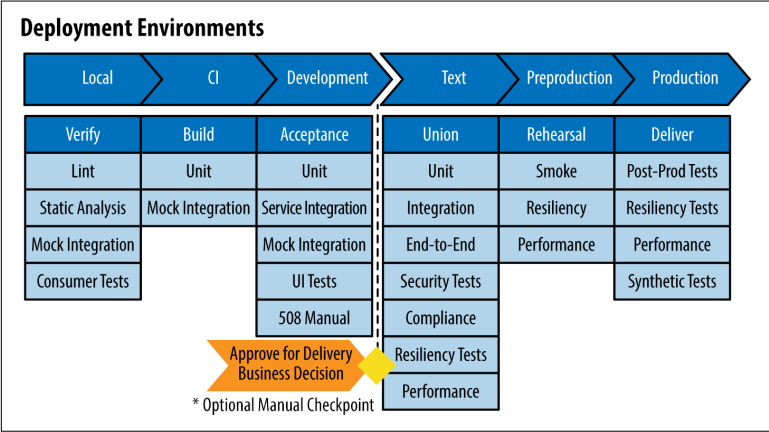 Deployment Environments
Local CI Development Text Preproduction Production
Verify Build Acceptance Union Rehearsal Deliver
Lint Unit Unit Unit Smoke Post-Prod Tests
Static Analysis Mock Integration Service Integration Integration Resiliency Resiliency Tests
Mock Integration Mock Integration End-to-End Performance Performance
Consumer Tests UI Tests Security Tests Synthetic Tests
508 Manual Compliance
Approve for Delivery Resiliency Tests
Business Decision
Performance
* Optional Manual Checkpoint